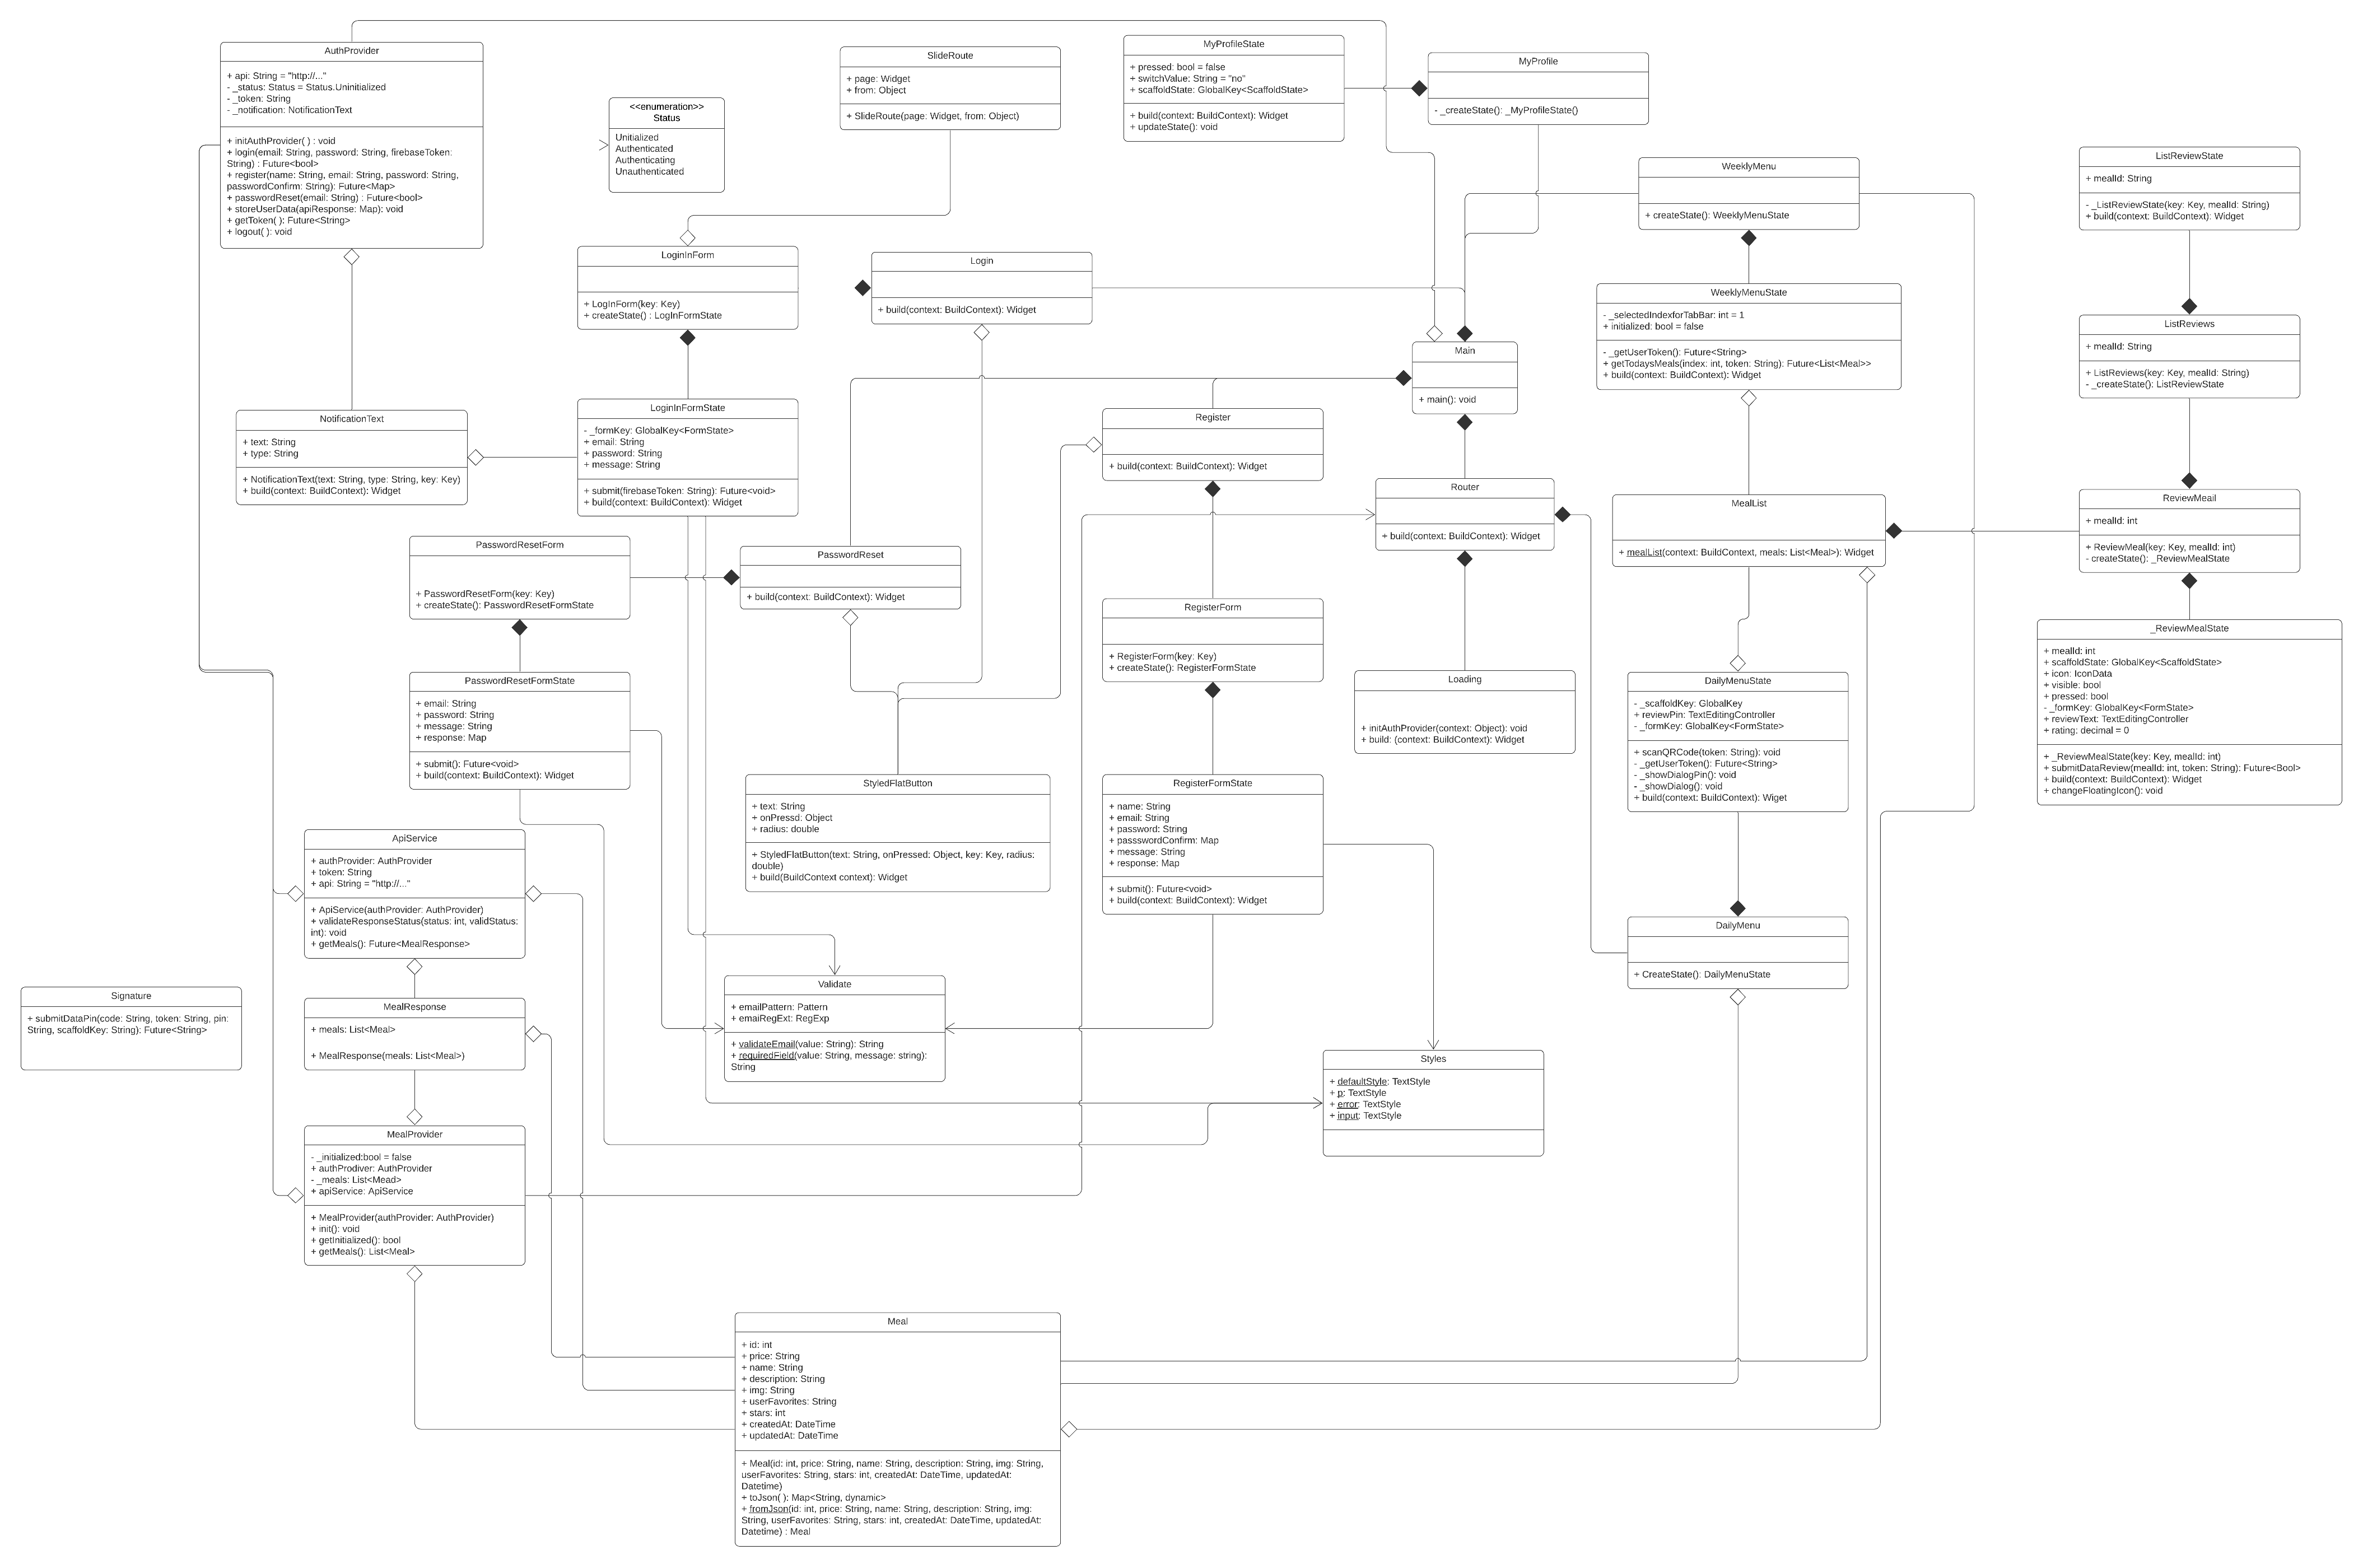 AuthProvider
+ api: String = "http://..."
- _status: Status = Status.Uninitialized
- _token: String
- _notification: NotificationText
+ initAuthProvider( ) : void
+ login(email: String, password: String, firebaseToken:
String) : Future<bool>
+ register(name: String, email: String, password: String,
passwordConfirm: String): Future<Map>
+ passwordReset(email: String) : Future<bool>
+ storeUserData(apiResponse: Map): void
+ getToken( ): Future<String>
+ logout( ): void
<<enumeration>>
Status
Unitialized
Authenticated
Authenticating
Unauthenticated
SlideRoute
+ page: Widget
+ from: Object
+ SlideRoute(page: Widget, from: Object)
MyProfileState
+ pressed: bool = false
+ switchValue: String = "no"
+ scaffoldState: GlobalKey<ScaffoldState>
+ build(context: BuildContext): Widget
+ updateState(): void
MyProfile
- _createState(): _MyProfileState()
WeeklyMenu
+ createState(): WeeklyMenuState
ListReviewState
+ mealId: String
- _ListReviewState(key: Key, mealId: String)
+ build(context: BuildContext): Widget
LoginInForm
+ LogInForm(key: Key)
+ createState() : LogInFormState
Login
+ build(context: BuildContext): Widget
WeeklyMenuState
- _selectedIndexforTabBar: int = 1
+ initialized: bool = false
- _getUserToken(): Future<String>
+ getTodaysMeals(index: int, token: String): Future<List<Meal>>
+ build(context: BuildContext): Widget
ListReviews
+ mealId: String
+ ListReviews(key: Key, mealId: String)
- _createState(): ListReviewState
Main
+ main(): void
NotificationText
+ text: String
+ type: String
+ NotificationText(text: String, type: String, key: Key)
+ build(context: BuildContext): Widget
LoginInFormState
- _formKey: GlobalKey<FormState>
+ email: String
+ password: String
+ message: String
+ submit(firebaseToken: String): Future<void>
+ build(context: BuildContext): Widget
Register
+ build(context: BuildContext): Widget
Router
+ build(context: BuildContext): Widget
MealList
+ mealList(context: BuildContext, meals: List<Meal>): Widget
ReviewMeail
+ mealId: int
+ ReviewMeal(key: Key, mealId: int)
- createState(): _ReviewMealState
PasswordResetForm
+ PasswordResetForm(key: Key)
+ createState(): PasswordResetFormState
PasswordReset
+ build(context: BuildContext): Widget
RegisterForm
+ RegisterForm(key: Key)
+ createState(): RegisterFormState
_ReviewMealState
+ mealId: int
+ scaffoldState: GlobalKey<ScaffoldState>
+ icon: IconData
+ visible: bool
+ pressed: bool
- _formKey: GlobalKey<FormState>
+ reviewText: TextEditingController
+ rating: decimal = 0
+ _ReviewMealState(key: Key, mealId: int)
+ submitDataReview(mealId: int, token: String): Future<Bool>
+ build(context: BuildContext): Widget
+ changeFloatingIcon(): void
PasswordResetFormState
+ email: String
+ password: String
+ message: String
+ response: Map
+ submit(): Future<void>
+ build(context: BuildContext): Widget
Loading
+ initAuthProvider(context: Object): void
+ build: (context: BuildContext): Widget
DailyMenuState
- _scaffoldKey: GlobalKey
+ reviewPin: TextEditingController
- _formKey: GlobalKey<FormState>
+ scanQRCode(token: String): void
- _getUserToken(): Future<String>
- _showDialogPin(): void
- _showDialog(): void
+ build(context: BuildContext): Wiget
StyledFlatButton
+ text: String
+ onPressd: Object
+ radius: double
+ StyledFlatButton(text: String, onPressed: Object, key: Key, radius:
double)
+ build(BuildContext context): Widget
RegisterFormState
+ name: String
+ email: String
+ password: String
+ passswordConfirm: Map
+ message: String
+ response: Map
+ submit(): Future<void>
+ build(context: BuildContext): Widget
ApiService
+ authProvider: AuthProvider
+ token: String
+ api: String = "http://..."
+ ApiService(authProvider: AuthProvider)
+ validateResponseStatus(status: int, validStatus:
int): void
+ getMeals(): Future<MealResponse>
DailyMenu
+ CreateState(): DailyMenuState
Signature
+ submitDataPin(code: String, token: String, pin:
String, scaffoldKey: String): Future<String>
MealResponse
+ meals: List<Meal>
+ MealResponse(meals: List<Meal>)
Validate
+ emailPattern: Pattern
+ emaiRegExt: RegExp
+ validateEmail(value: String): String
+ requiredField(value: String, message: string):
String
Styles
+ defaultStyle: TextStyle
+ p: TextStyle
+ error: TextStyle
+ input: TextStyle
MealProvider
- _initialized:bool = false
+ authProdiver: AuthProvider
- _meals: List<Mead>
+ apiService: ApiService
+ MealProvider(authProvider: AuthProvider)
+ init(): void
+ getInitialized(): bool
+ getMeals(): List<Meal>
Meal
+ id: int
+ price: String
+ name: String
+ description: String
+ img: String
+ userFavorites: String
+ stars: int
+ createdAt: DateTime
+ updatedAt: DateTime
+ Meal(id: int, price: String, name: String, description: String, img: String,
userFavorites: String, stars: int, createdAt: DateTime, updatedAt:
Datetime)
+ toJson( ): Map<String, dynamic>
+ fromJson(id: int, price: String, name: String, description: String, img:
String, userFavorites: String, stars: int, createdAt: DateTime, updatedAt:
Datetime) : Meal